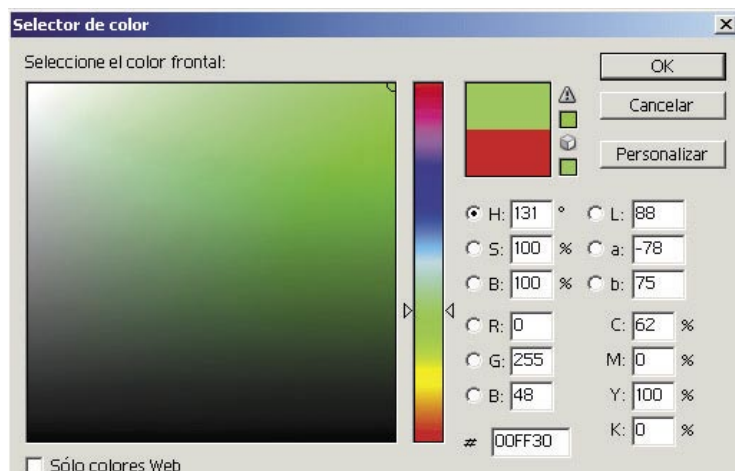 Selector de color
Seleccione el color frontal:
OK
Cancelar
Personalizar
H: 131 ° L: 88
S: 100 % a: -78
B: 100 % b: 75
R: 0 C: 62 %
G: 255 M: 0 %
B: 48 Y: 100 %
# 00FF30 K: 0 %
Sólo colores Web